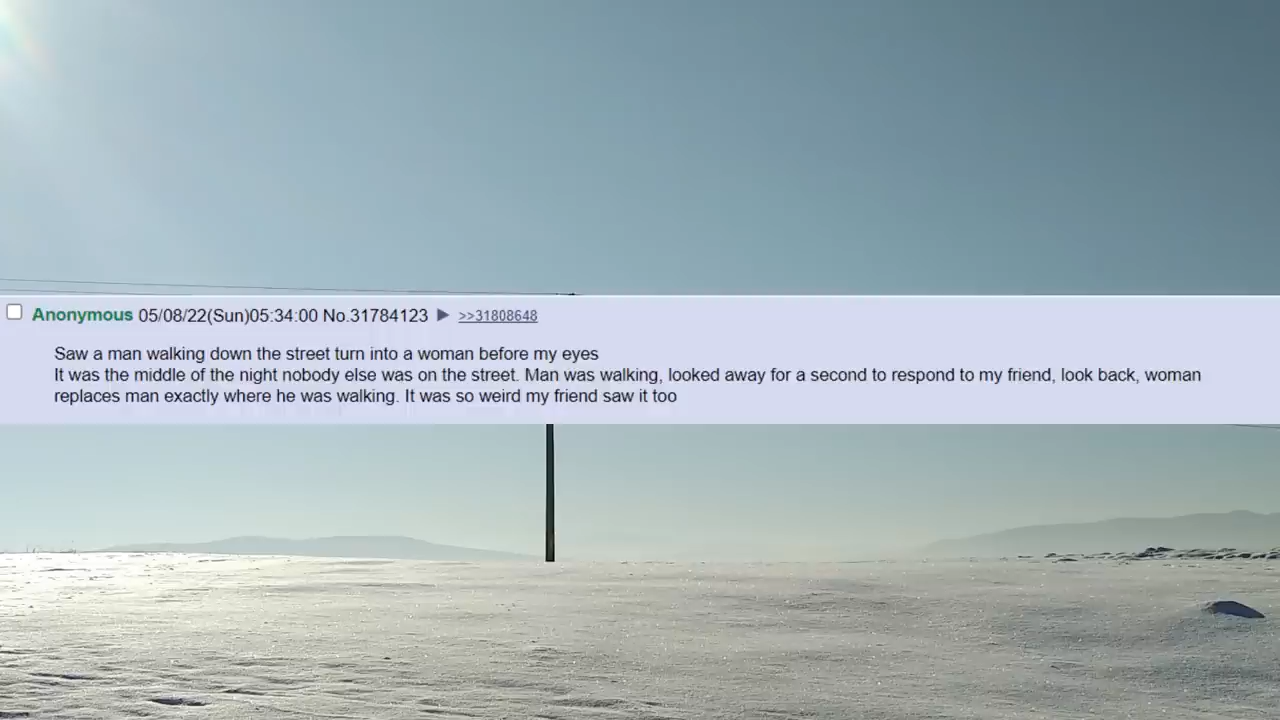 Anonymous 05/08/22(Sun)05:34:00 No.31784123 ▶ >>31808648
Saw a man walking down the street turn into a woman before my eyes
It was the middle of the night nobody else was on the street. Man was walking, looked away for a second to respond to my friend, look back, woman
replaces man exactly where he was walking. It was so weird my friend saw it too